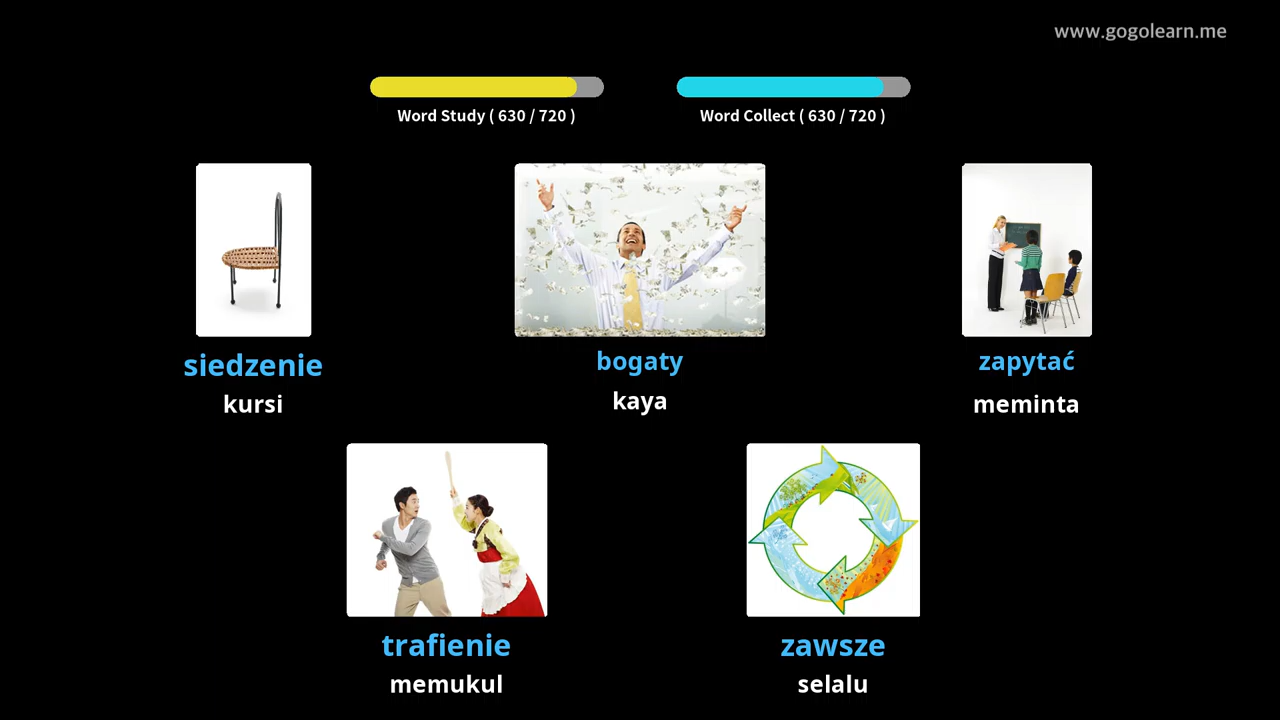 www.gogolearn.me
Word Study ( 630 / 720 )
Word Collect ( 630 / 720 )
siedzenie
kursi
bogaty
kaya
zapytać
meminta
trafienie
memukul
zawsze
selalu